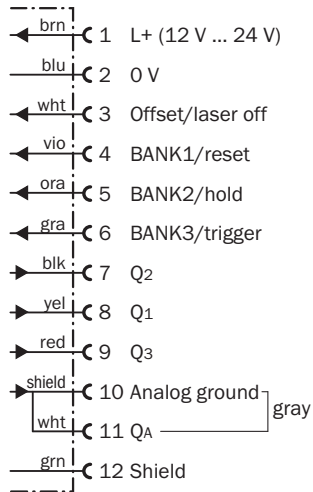 brn 1 L+ (12 V ... 24 V)
blu 2 0 V
wht 3 Offset/laser off
vio 4 BANK1/reset
ora 5 BANK2/hold
gra 6 BANK3/trigger
blk 7 Q2
yel 8 Q1
red 9 Q3
shield 10 Analog ground
gray
wht 11 QA
grn 12 Shield